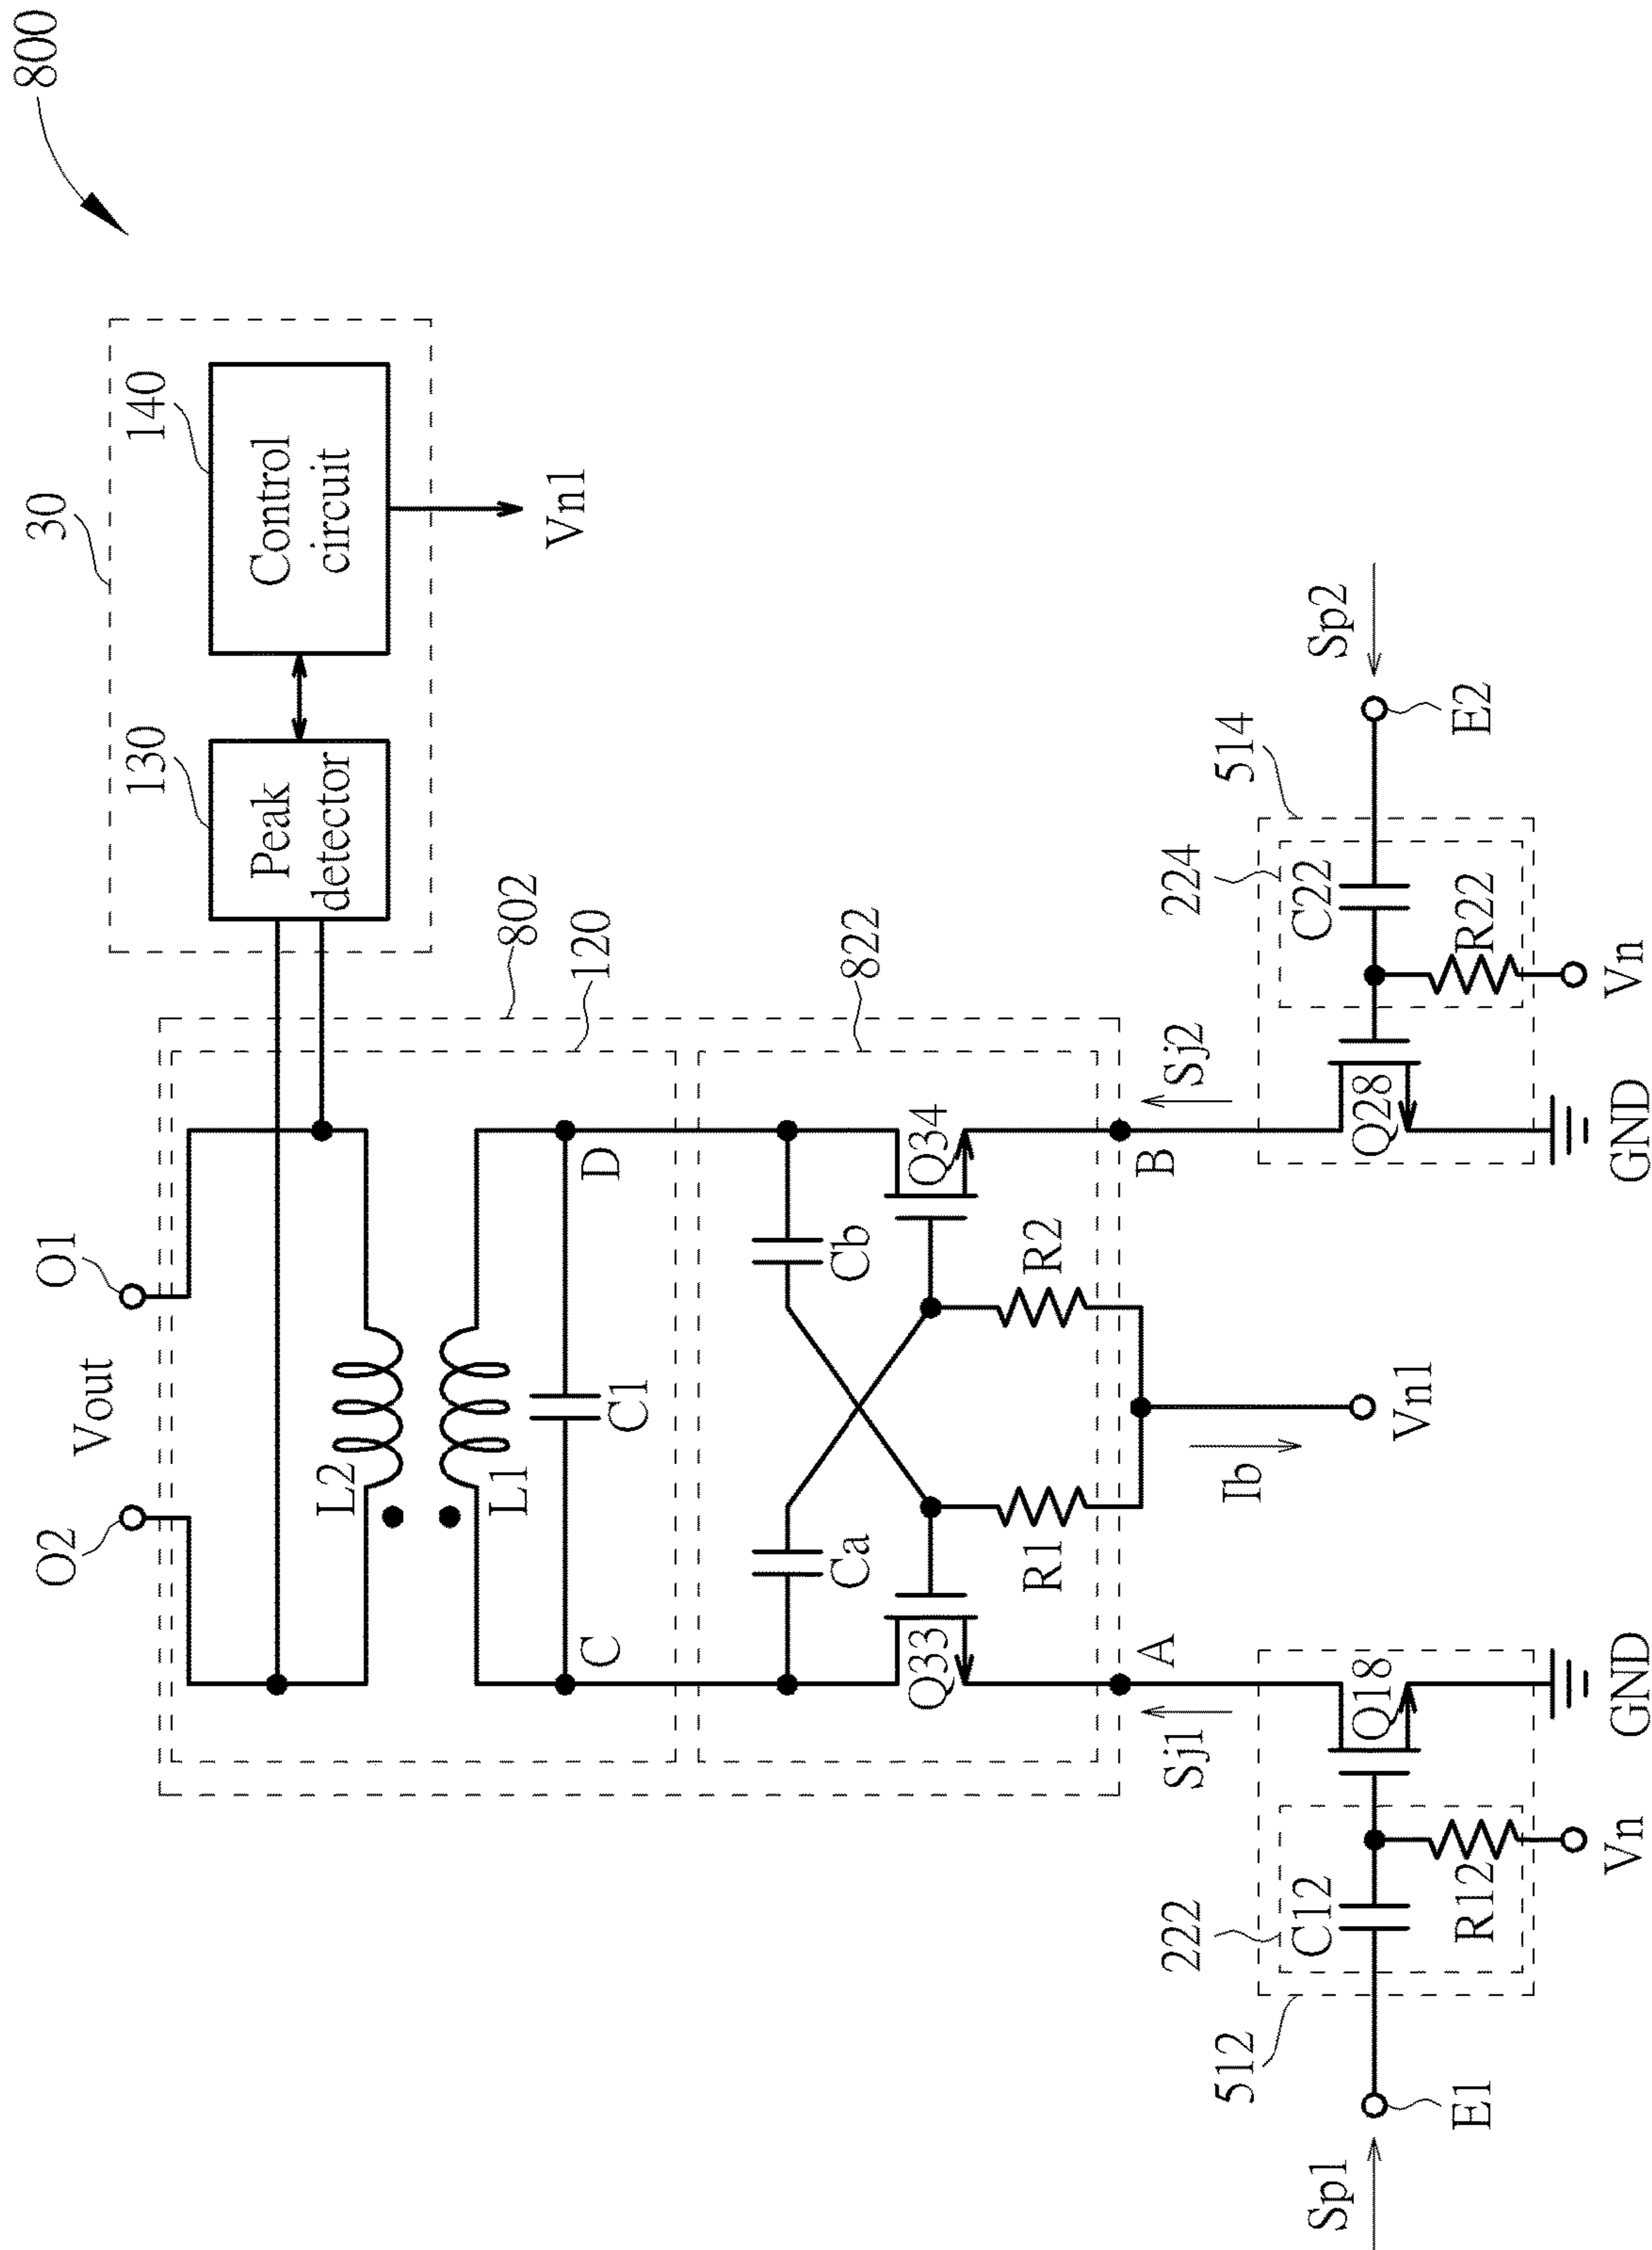 800
30
140
Control
circuit
130
Peak
detector
Vn1
O2
Vout
O1
802
120
L2
L1
C1
C
D
822
Ca
Cb
Q33
Q34
R1
R2
A
B
Sj1
Sj2
Ib
Vn1
512
222
C12
R12
Q18
Vn
GND
Sp1
E1
514
224
C22
R22
Q28
Vn
GND
Sp2
E2